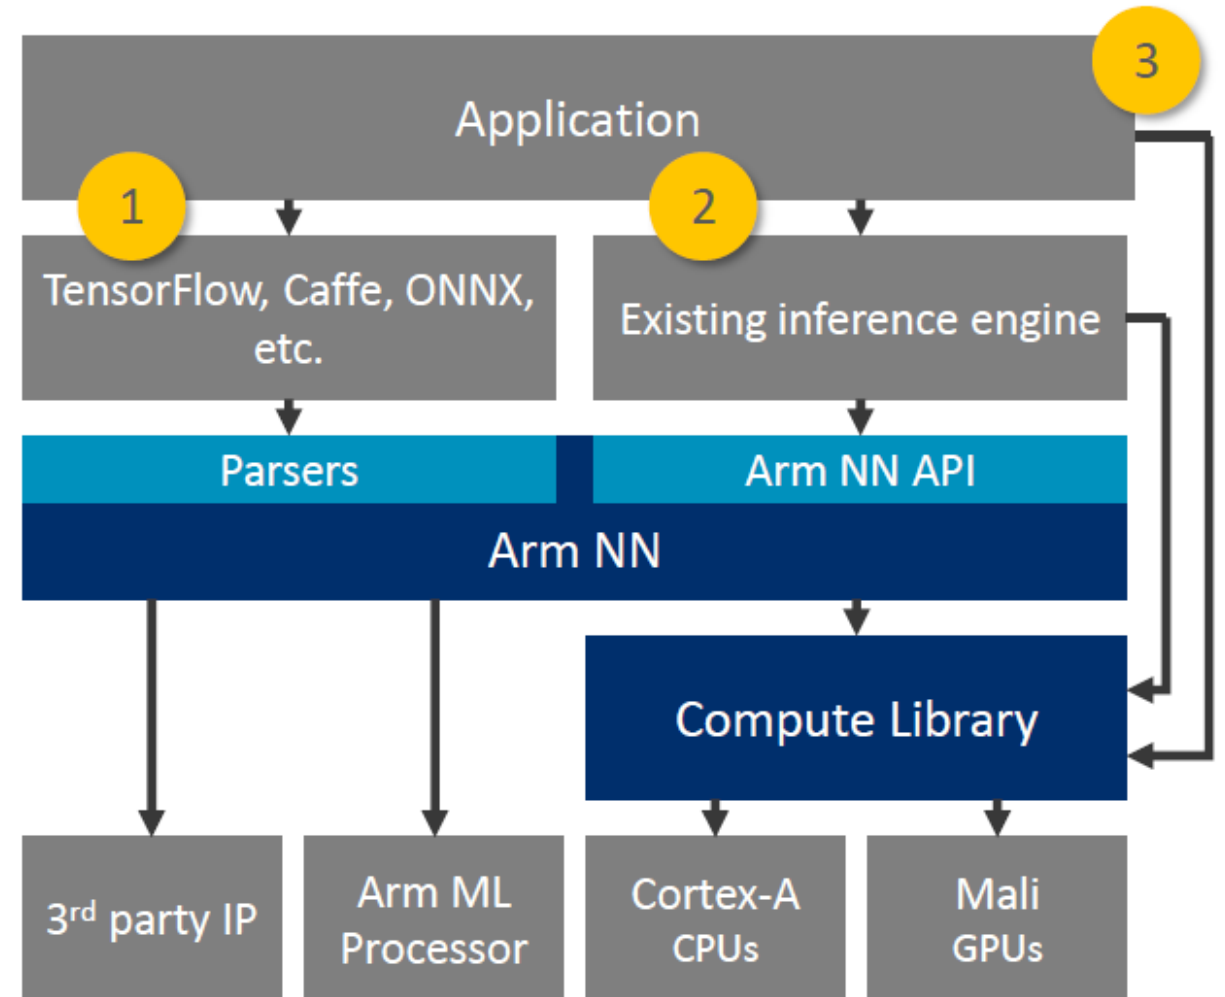 3
Application
1
2
TensorFlow, Caffe, ONNX,
etc.
Existing inference engine
Parsers
Arm NN API
Arm NN
Compute Library
3rd party IP
Arm ML
Processor
Cortex-A
CPUs
Mali
GPUs